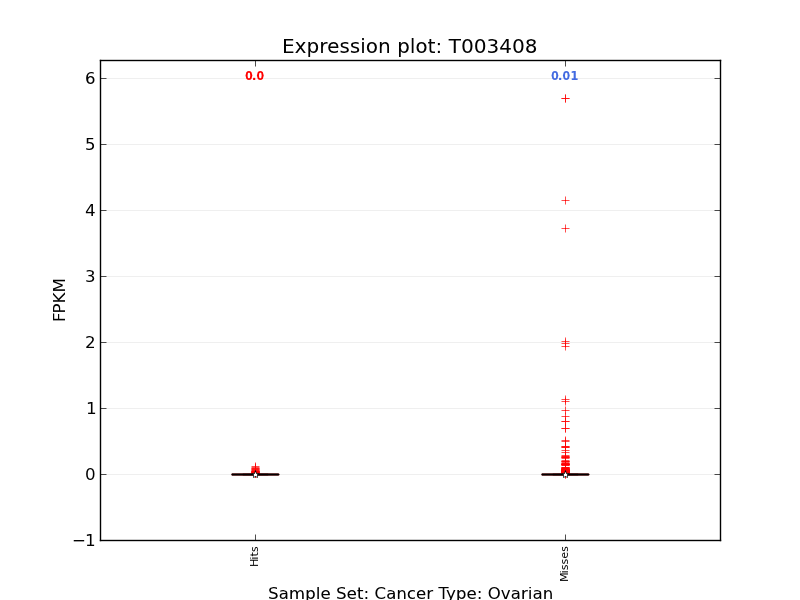 Expression plot: T003408
0.0
0.01
6
5
4
3
2
1
0
−1
FPKM
Hits
Misses
Sample Set: Cancer Type: Ovarian